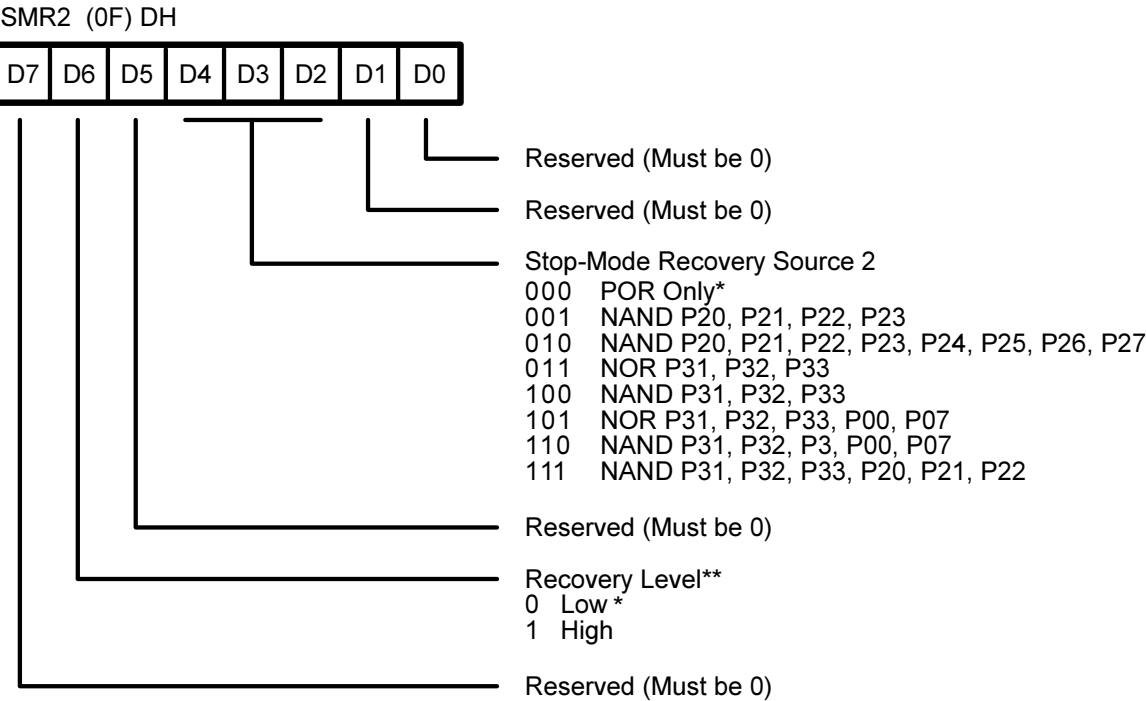 SMR2 (0F) DH
D7 D6 D5 D4 D3 D2 D1 D0
Reserved (Must be 0)
Reserved (Must be 0)
Stop-Mode Recovery Source 2
000 POR Only*
001 NAND P20, P21, P22, P23
010 NAND P20, P21, P22, P23, P24, P25, P26, P27
011 NOR P31, P32, P33
100 NAND P31, P32, P33
101 NOR P31, P32, P33, P00, P07
110 NAND P31, P32, P3, P00, P07
111 NAND P31, P32, P33, P20, P21, P22
Reserved (Must be 0)
Recovery Level**
0 Low *
1 High
Reserved (Must be 0)